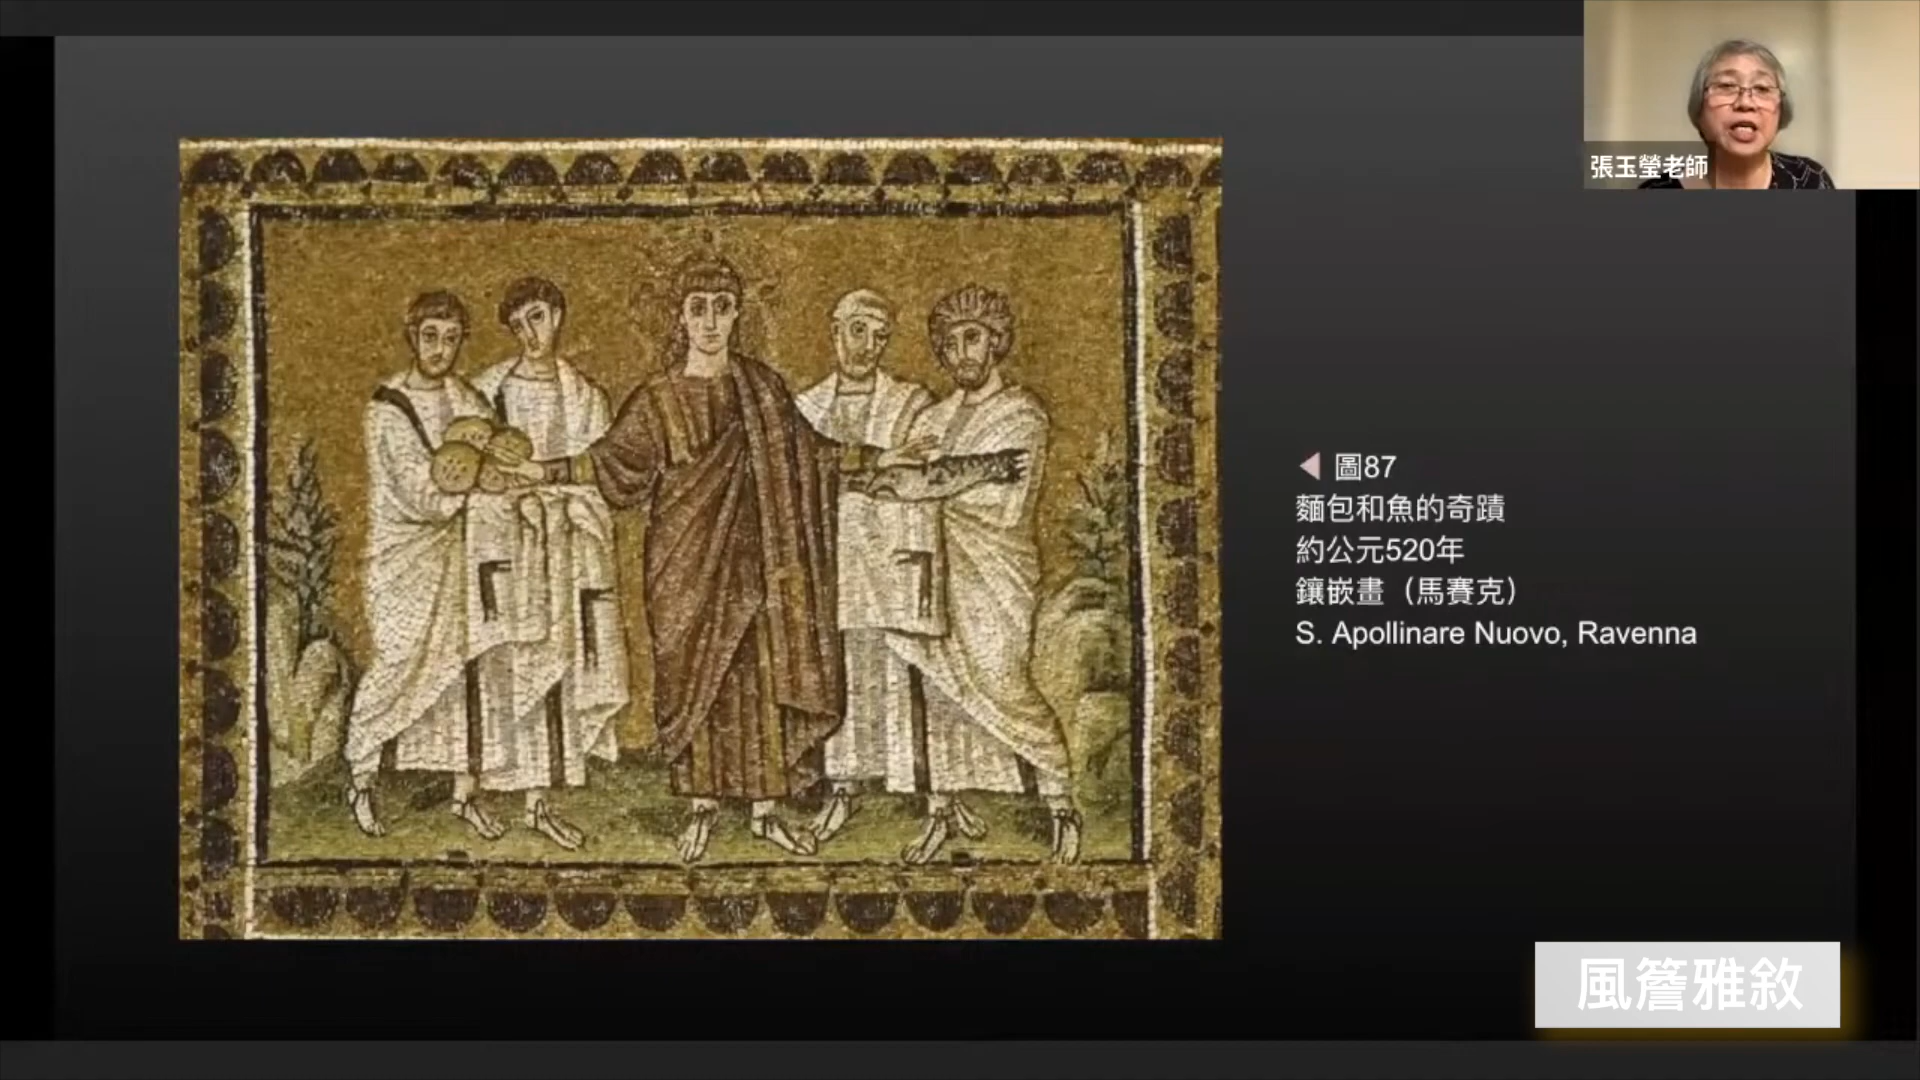 張玉瑩老師
圖87
麵包和魚的奇蹟
約公元520年
鑲嵌畫（馬賽克）
S. Apollinare Nuovo, Ravenna
風簷雅敘